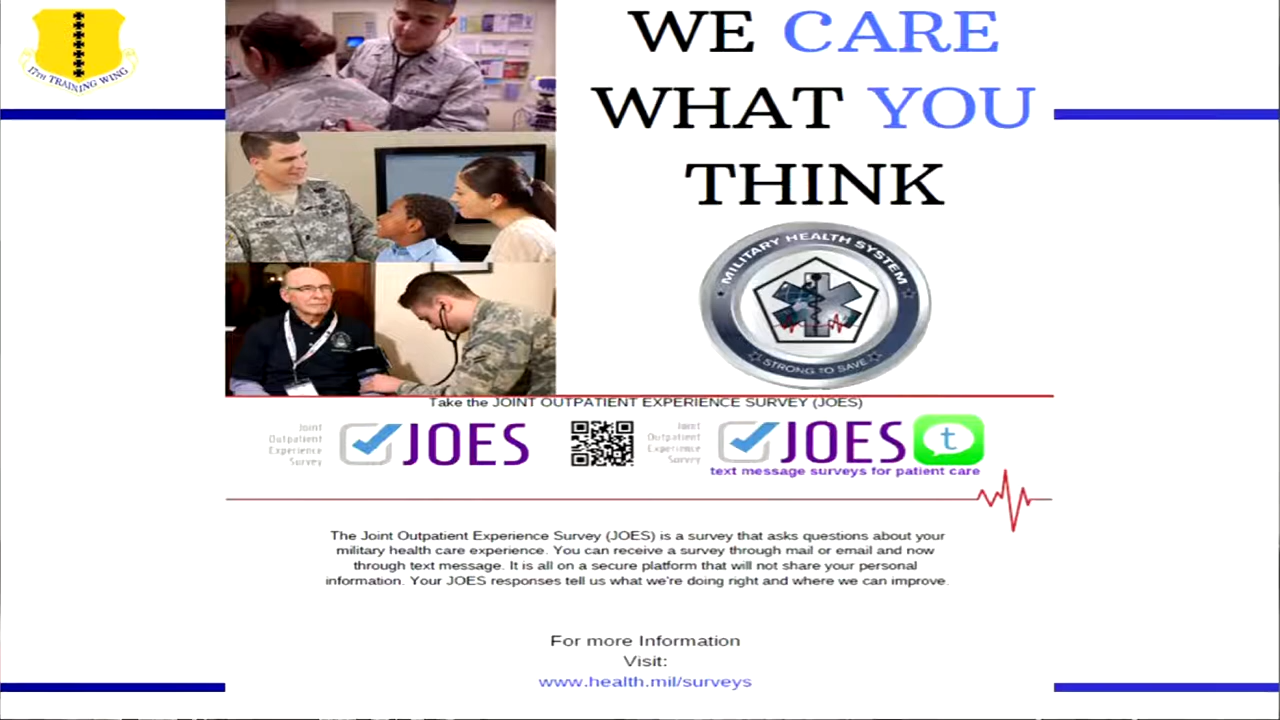 17TH TRAINING WING
WE CARE
WHAT YOU
THINK
MILITARY HEALTH SYSTEM
STRONG TO SAVE
Take the JOINT OUTPATIENT EXPERIENCE SURVEY (JOES)
Joint
Outpatient
Experience
Survey
JOES
Joint
Outpatient
Experience
Survey
JOES
t
text message surveys for patient care
The Joint Outpatient Experience Survey (JOES) is a survey that asks questions about your
military health care experience. You can receive a survey through mail or email and now
through text message. It is all on a secure platform that will not share your personal
information. Your JOES responses tell us what we're doing right and where we can improve.
For more Information
Visit:
www.health.mil/surveys